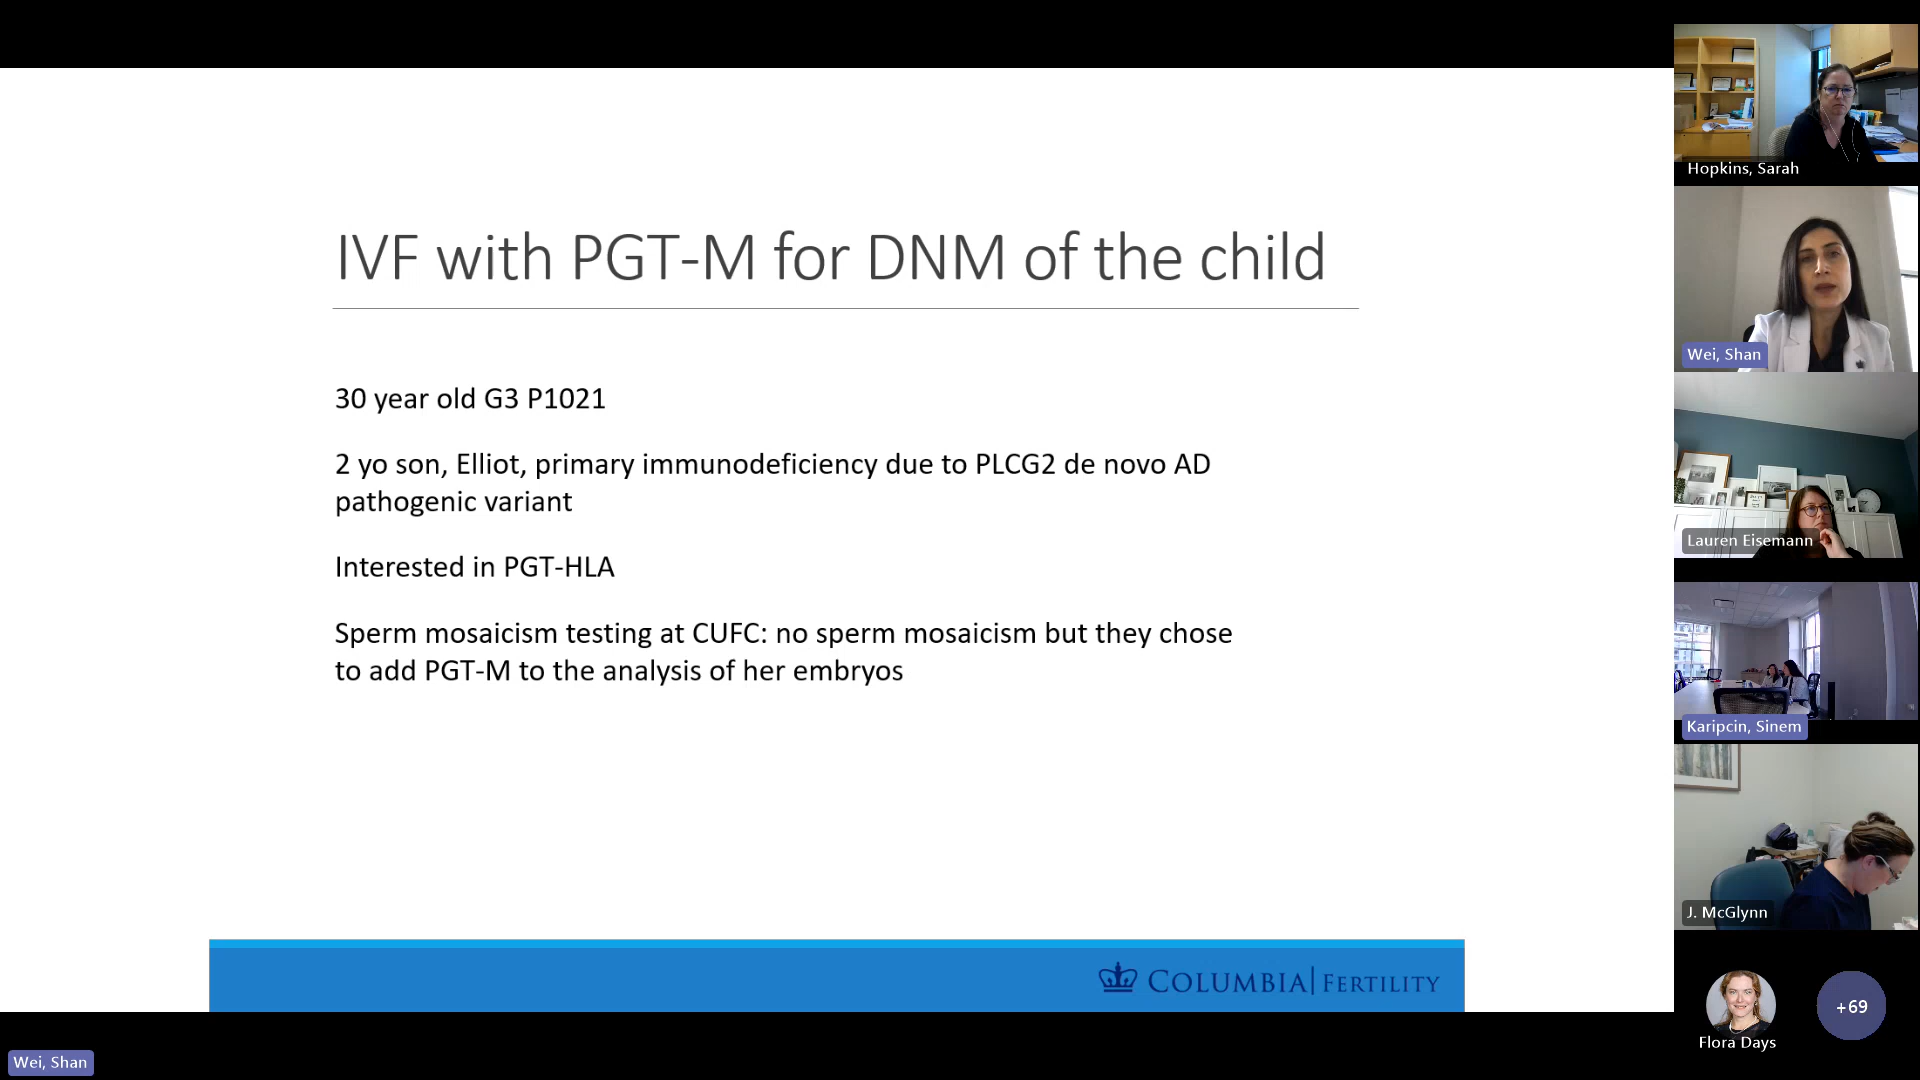 IVF with PGT-M for DNM of the child
30 year old G3 P1021
2 yo son, Elliot, primary immunodeficiency due to PLCG2 de novo AD
pathogenic variant
Interested in PGT-HLA
Sperm mosaicism testing at CUFC: no sperm mosaicism but they chose
to add PGT-M to the analysis of her embryos
COLUMBIA | FERTILITY
Hopkins, Sarah
Wei, Shan
Lauren Eisemann
Karipcin, Sinem
J. McGlynn
Flora Days
+69
Wei, Shan